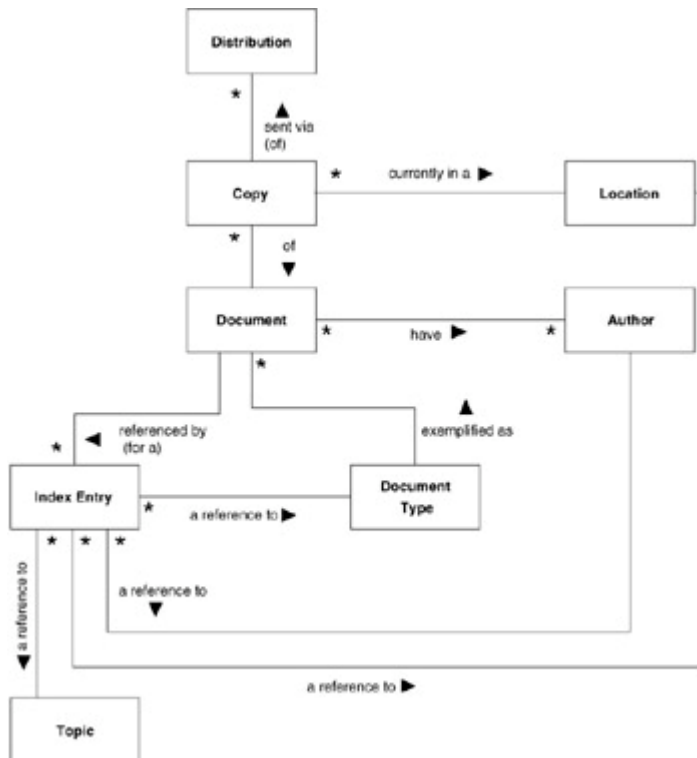 Distribution
*
sent via
(of)
* currently in a
Copy
Location
*
of
Document
Author
* have *
*
referenced by
(for a)
exemplified as
*
Index Entry
Document
Type
* a reference to
* * *
a reference to
a reference to
a reference to
Topic